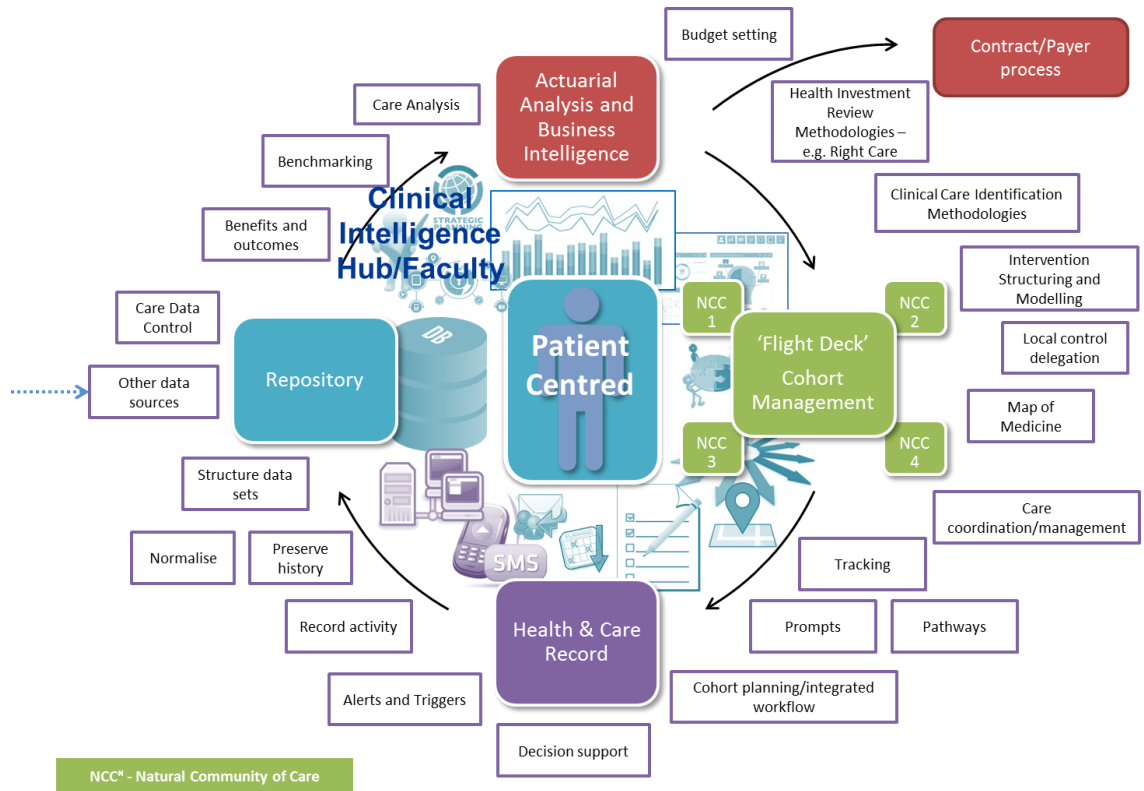 Budget setting
Contract/Payer
process
Actuarial
Analysis and
Business
Intelligence
Care Analysis
Health Investment
Review
Methodologies –
e.g. Right Care
Benchmarking
Clinical
Intelligence
Hub/Faculty
STRATEGIC
PLANNING
Clinical Care Identification
Methodologies
Benefits and
outcomes
Intervention
Structuring and
Modelling
Care Data
Control
DB
Patient
Centred
NCC
1
NCC
2
'Flight Deck'
Cohort
Management
NCC
3
NCC
4
Local control
delegation
Repository
Other data
sources
Map of
Medicine
Structure data
sets
Care
coordination/management
Normalise
Preserve
history
SMS
Tracking
Record activity
Health & Care
Record
Prompts
Pathways
Alerts and Triggers
Cohort planning/integrated
workflow
Decision support
NCCᴺ - Natural Community of Care